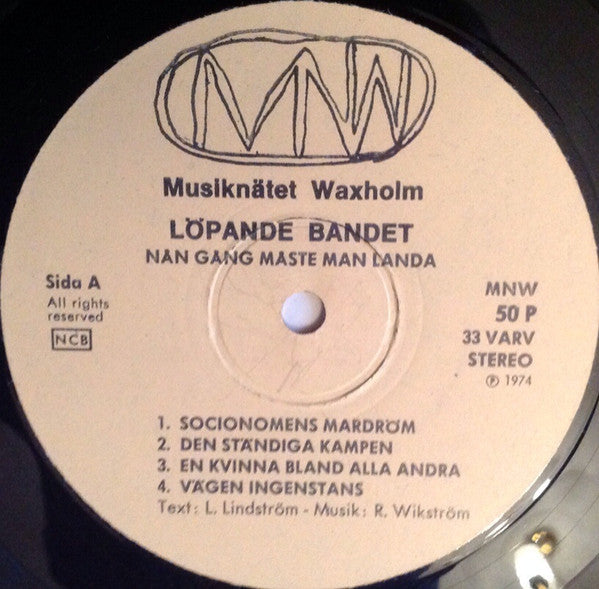 MNW
Musiknätet Waxholm
LÖPANDE BANDET
NÅN GÅNG MÅSTE MAN LANDA
Sida A
All rights
reserved
NCB
MNW
50 P
33 VARV
STEREO
Ⓟ 1974
1. SOCIONOMENS MARDRÖM
2. DEN STÄNDIGA KAMPEN
3. EN KVINNA BLAND ALLA ANDRA
4. VÄGEN INGENSTANS
Text: L. Lindström - Musik: R. Wikström